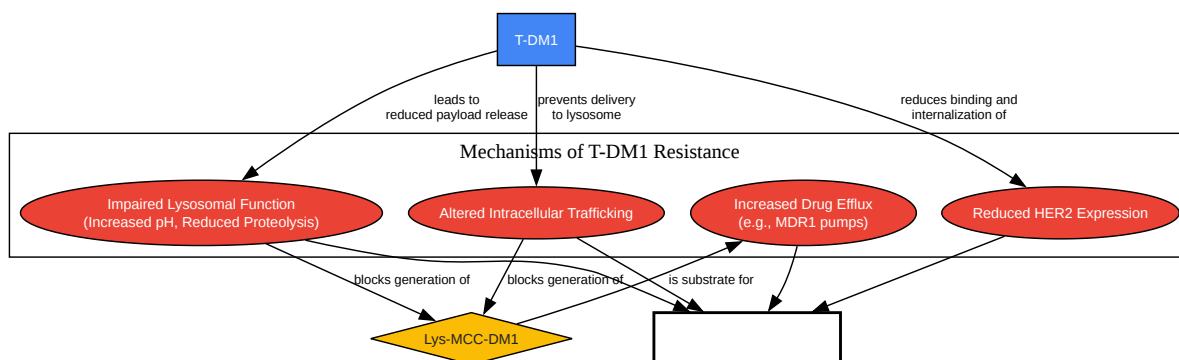 T-DM1
leads to
reduced payload release
prevents delivery
to lysosome
reduces binding and
internalization of
Mechanisms of T-DM1 Resistance
Impaired Lysosomal Function
(Increased pH, Reduced Proteolysis)
Altered Intracellular Trafficking
Increased Drug Efflux
(e.g., MDR1 pumps)
Reduced HER2 Expression
blocks generation of
blocks generation of
is substrate for
Lys-MCC-DM1